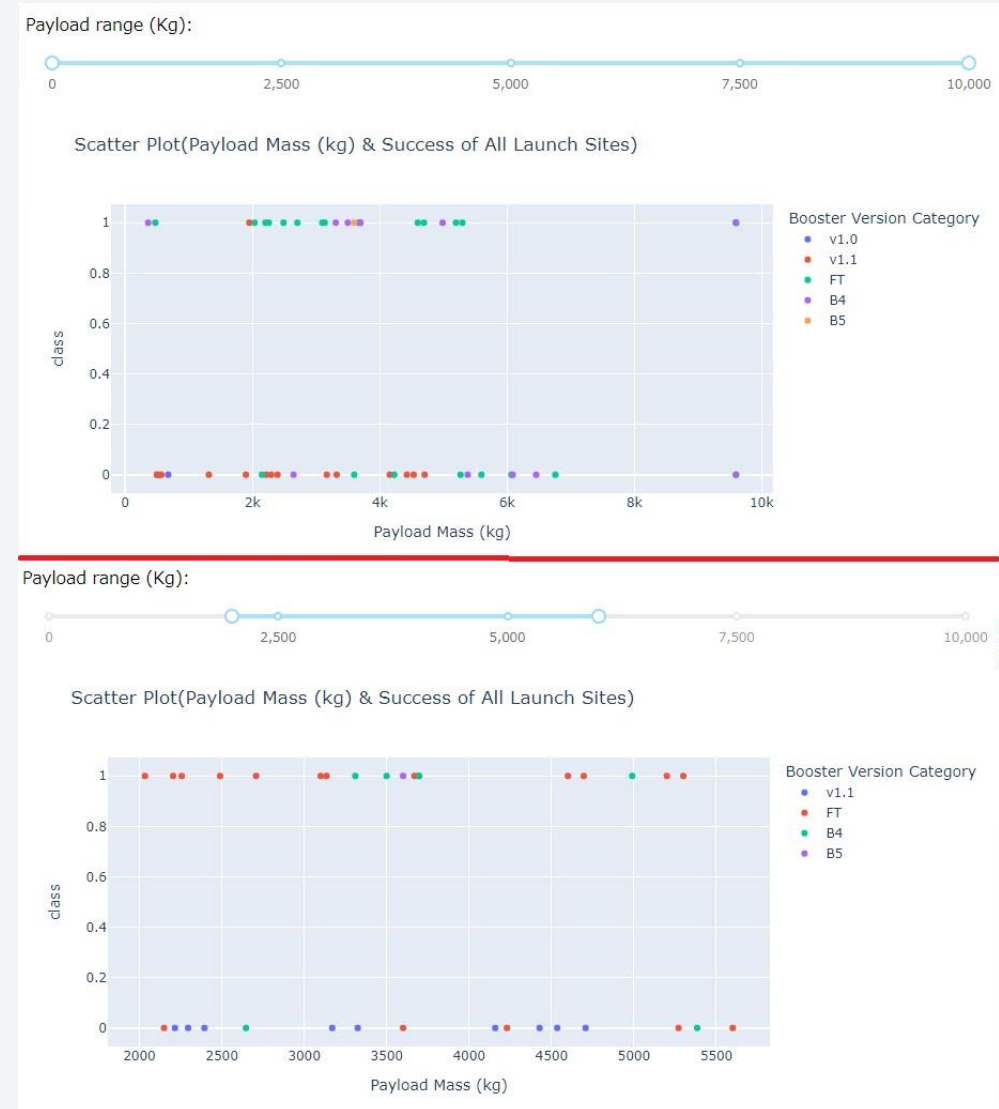 Payload range (Kg):
0 2,500 5,000 7,500 10,000
Scatter Plot(Payload Mass (kg) & Success of All Launch Sites)
Booster Version Category
v1.0
v1.1
FT
B4
B5
1
0.8
0.6
0.4
0.2
0
class
0 2k 4k 6k 8k 10k
Payload Mass (kg)
Payload range (Kg):
0 2,500 5,000 7,500 10,000
Scatter Plot(Payload Mass (kg) & Success of All Launch Sites)
Booster Version Category
v1.1
FT
B4
B5
1
0.8
0.6
0.4
0.2
0
class
2000 2500 3000 3500 4000 4500 5000 5500
Payload Mass (kg)